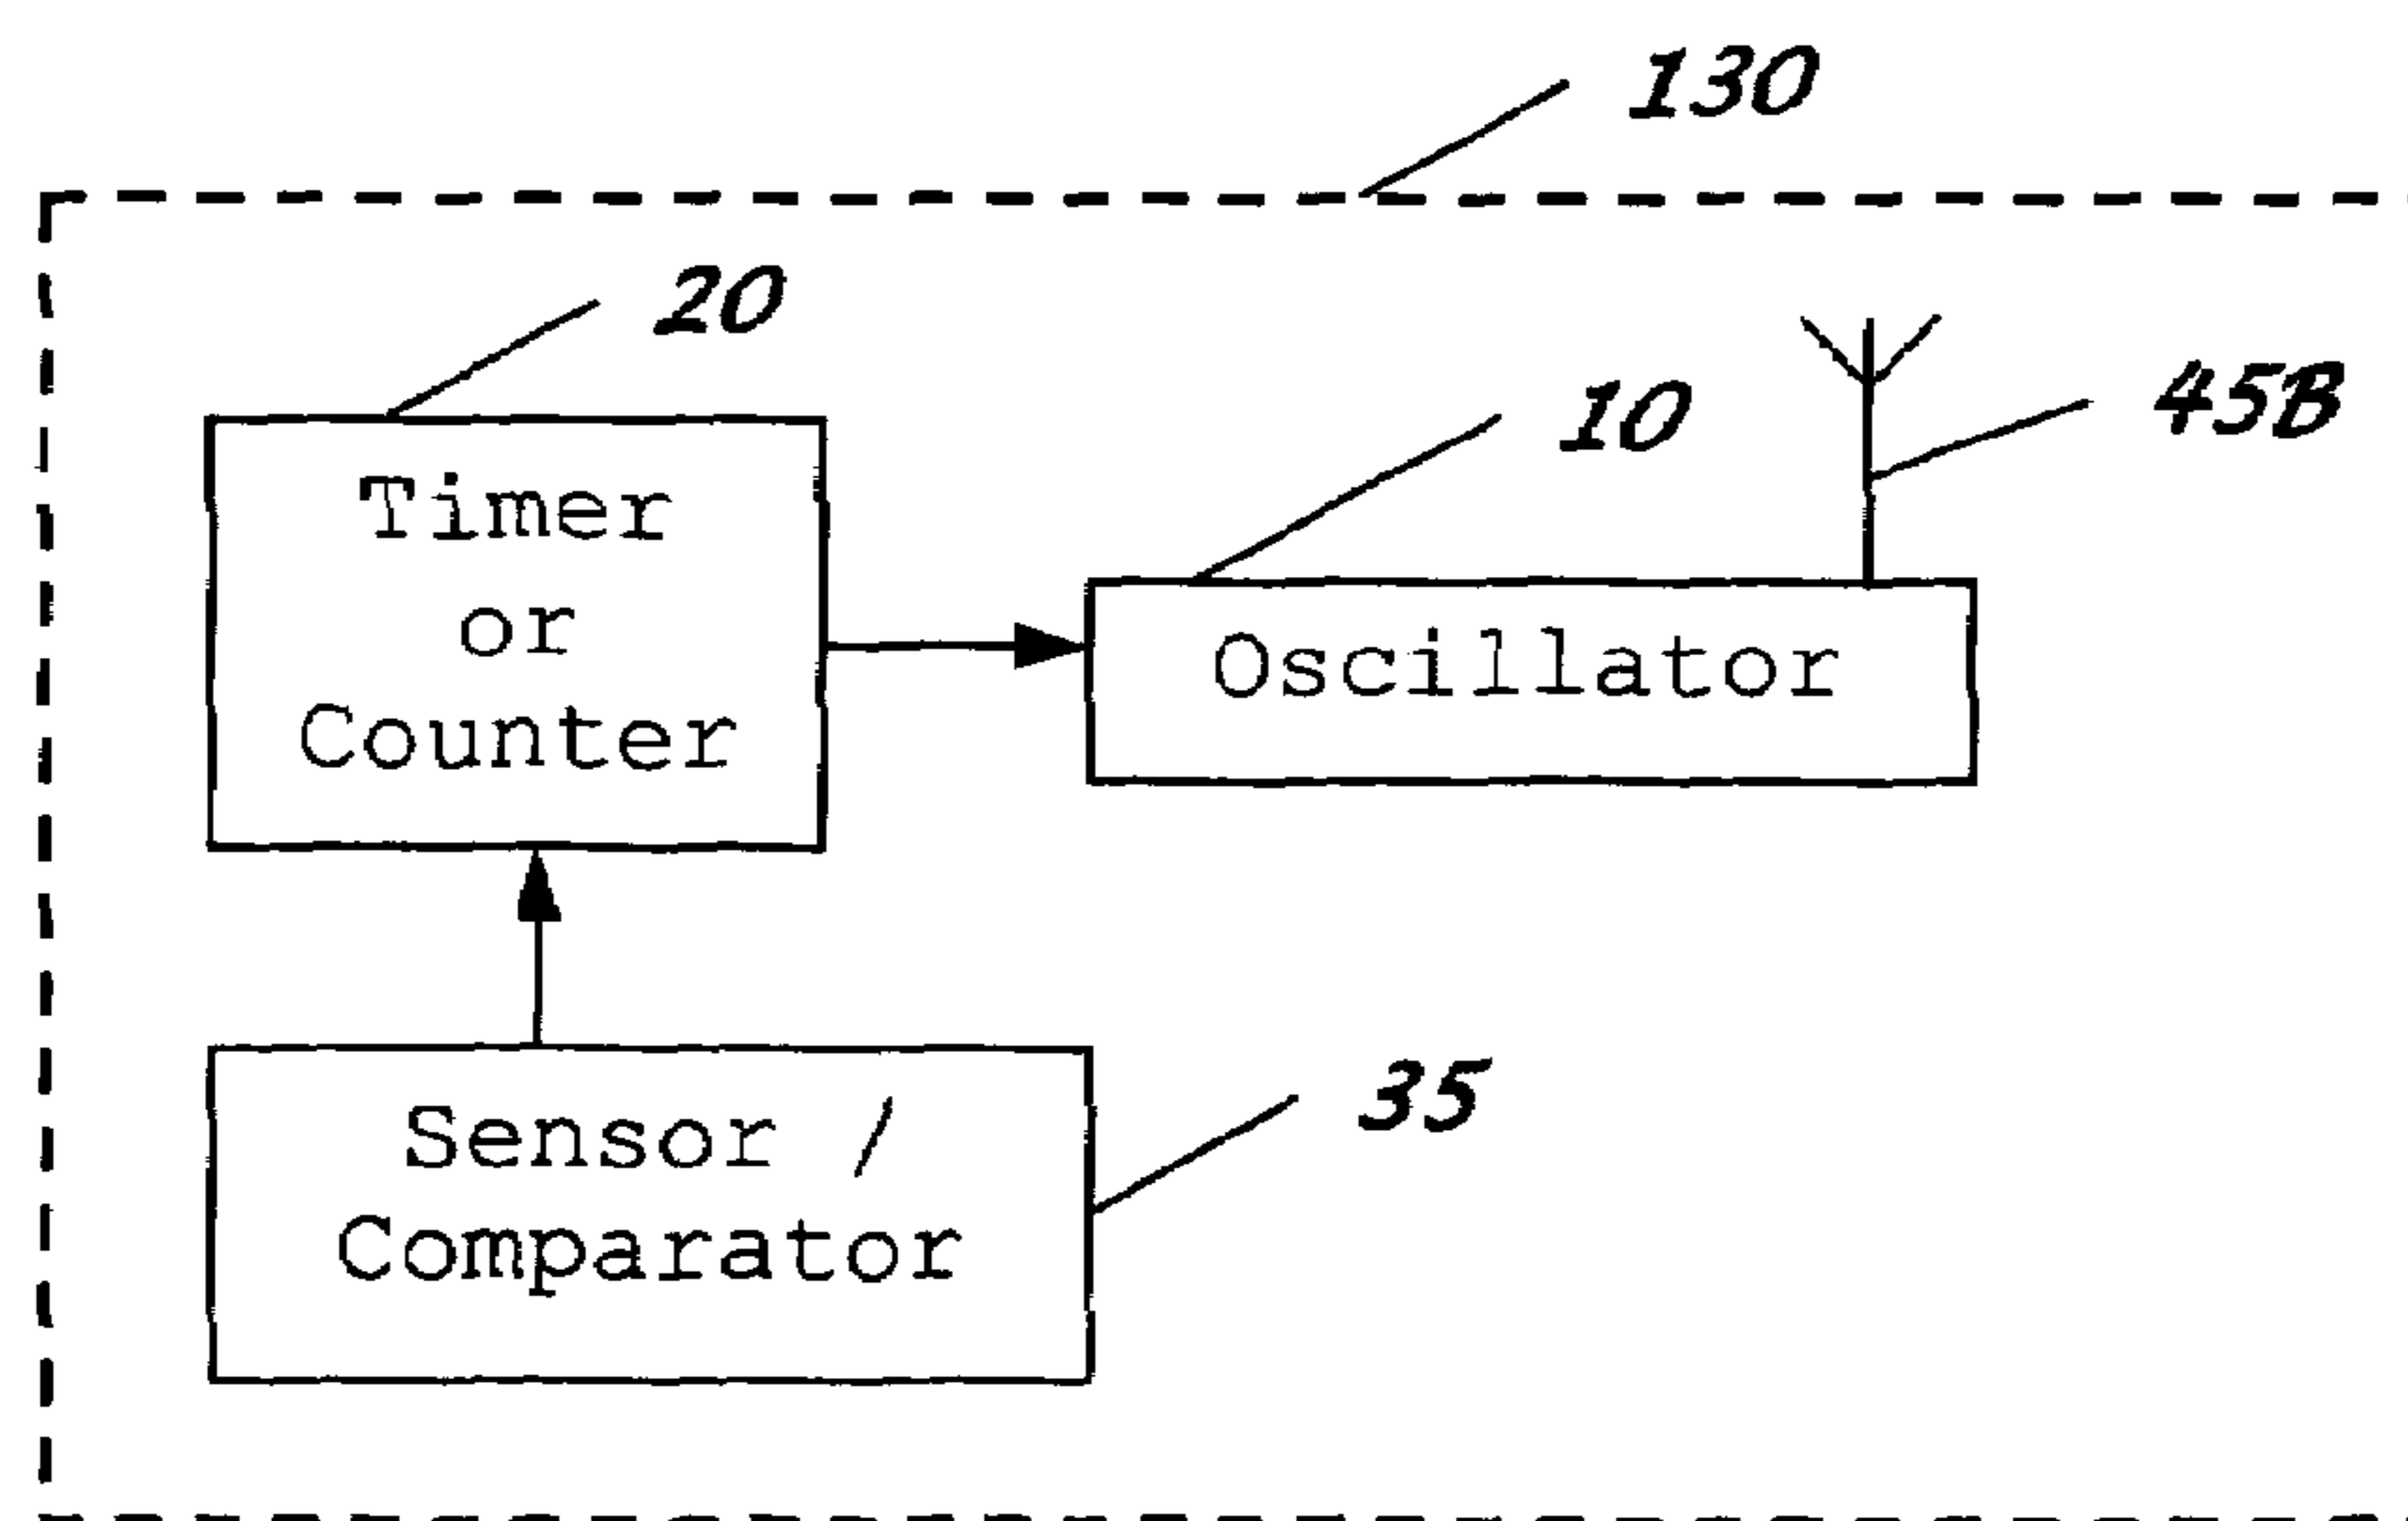 130
20
10
45B
Timer
or
Counter
Oscillator
Sensor /
Comparator
35